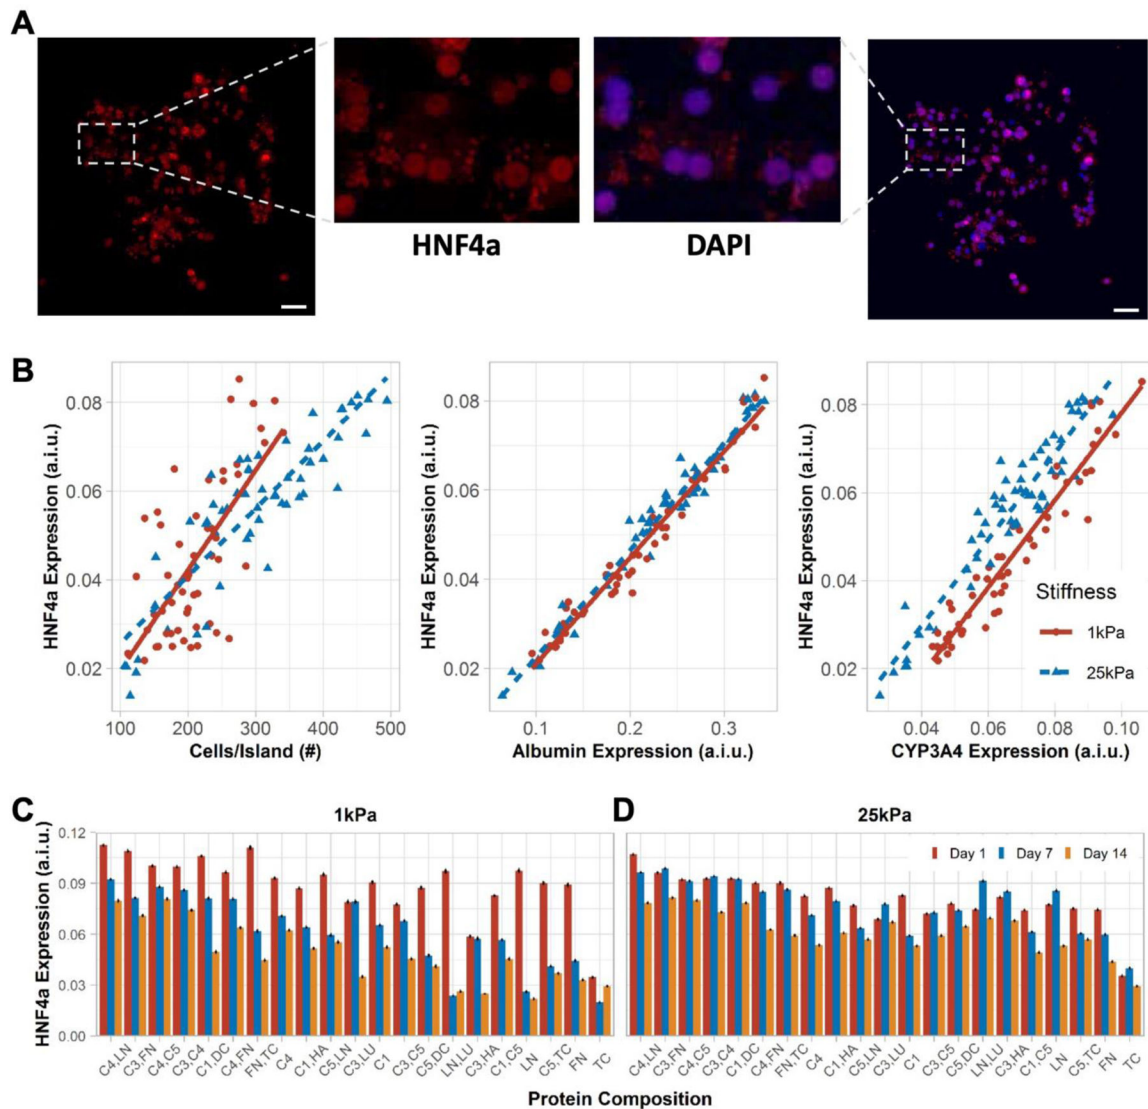 A
HNF4a
DAPI
B
HNF4a Expression (a.i.u.)
0.08
0.06
0.04
0.02
100
200
300
400
500
Cells/Island (#)
HNF4a Expression (a.i.u.)
0.08
0.06
0.04
0.02
0.1
0.2
0.3
Albumin Expression (a.i.u.)
HNF4a Expression (a.i.u.)
0.08
0.06
0.04
0.02
0.04
0.06
0.08
0.10
CYP3A4 Expression (a.i.u.)
Stiffness
1kPa
25kPa
C
1kPa
HNF4a Expression (a.i.u.)
0.12
0.09
0.06
0.03
0.00
C4,LN
C3,FN
C4,C5
C3,C4
C1,DC
C4,FN
FN,TC
C4
C1,HA
C5,LN
C3,LU
C1
C3,C5
C5,DC
LN,LU
C3,HA
C1,C5
LN
C5,TC
FN
TC
D
25kPa
Day 1
Day 7
Day 14
C4,LN
C3,FN
C4,C5
C3,C4
C1,DC
C4,FN
FN,TC
C4
C1,HA
C5,LN
C3,LU
C1
C3,C5
C5,DC
LN,LU
C3,HA
C1,C5
LN
C5,TC
FN
TC
Protein Composition